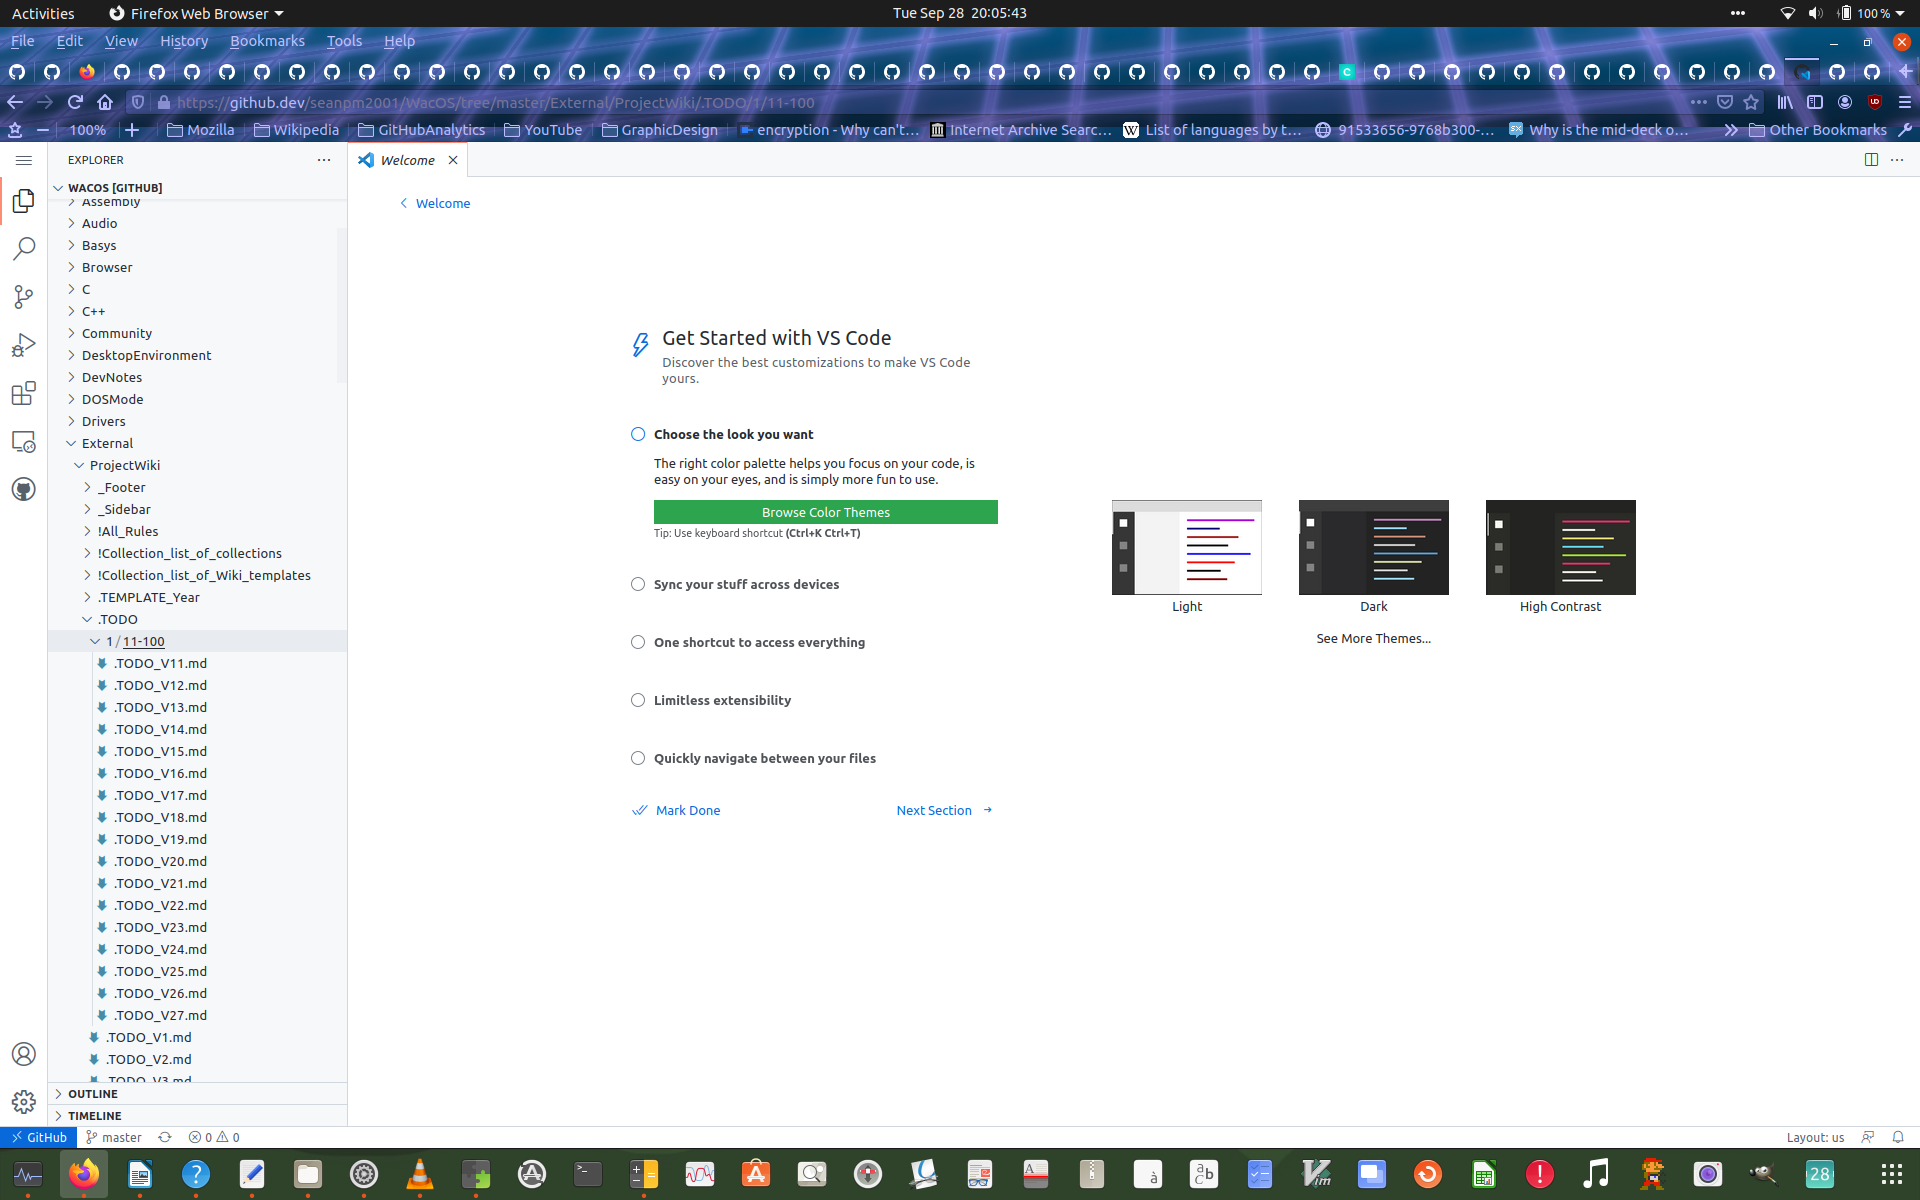 Activities
Firefox Web Browser
Tue Sep 28 20:05:43
100 %
File Edit View History Bookmarks Tools Help
https://github.dev/seanpm2001/WacOS/tree/master/External/ProjectWiki/.TODO/1/11-100
100%
Mozilla
Wikipedia
GitHubAnalytics
YouTube
GraphicDesign
encryption - Why can't...
Internet Archive Searc...
List of languages by t...
91533656-9768b300-...
Why is the mid-deck o...
Other Bookmarks
EXPLORER
Welcome
WACOS [GITHUB]
Assembly
Audio
Basys
Browser
C
C++
Community
DesktopEnvironment
DevNotes
DOSMode
Drivers
External
ProjectWiki
_Footer
_Sidebar
!All_Rules
!Collection_list_of_collections
!Collection_list_of_Wiki_templates
.TEMPLATE_Year
.TODO
1 / 11-100
.TODO_V11.md
.TODO_V12.md
.TODO_V13.md
.TODO_V14.md
.TODO_V15.md
.TODO_V16.md
.TODO_V17.md
.TODO_V18.md
.TODO_V19.md
.TODO_V20.md
.TODO_V21.md
.TODO_V22.md
.TODO_V23.md
.TODO_V24.md
.TODO_V25.md
.TODO_V26.md
.TODO_V27.md
.TODO_V1.md
.TODO_V2.md
.TODO_V3.md
OUTLINE
TIMELINE
Welcome
Get Started with VS Code
Discover the best customizations to make VS Code
yours.
Choose the look you want
The right color palette helps you focus on your code, is
easy on your eyes, and is simply more fun to use.
Browse Color Themes
Tip: Use keyboard shortcut (Ctrl+K Ctrl+T)
Sync your stuff across devices
One shortcut to access everything
Limitless extensibility
Quickly navigate between your files
Mark Done
Next Section
Light
Dark
High Contrast
See More Themes...
GitHub
master
0
0
Layout: us
28